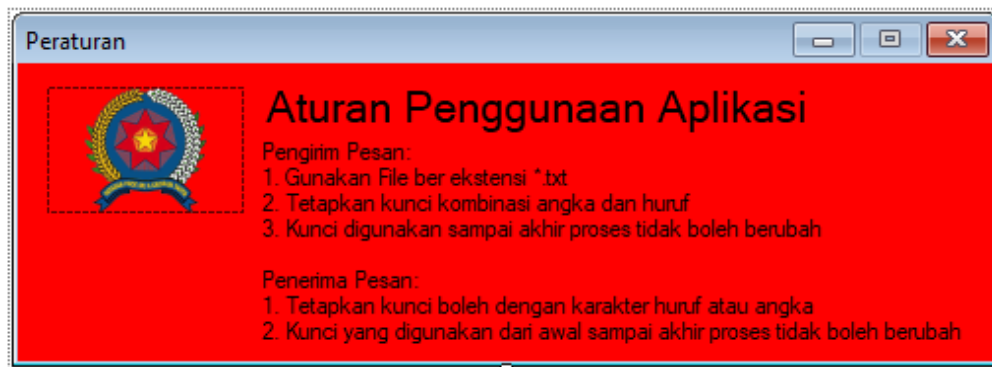 Peraturan
Aturan Penggunaan Aplikasi
Pengirim Pesan:
1. Gunakan File ber ekstensi *.txt
2. Tetapkan kunci kombinasi angka dan huruf
3. Kunci digunakan sampai akhir proses tidak boleh berubah
Penerima Pesan:
1. Tetapkan kunci boleh dengan karakter huruf atau angka
2. Kunci yang digunakan dari awal sampai akhir proses tidak boleh berubah